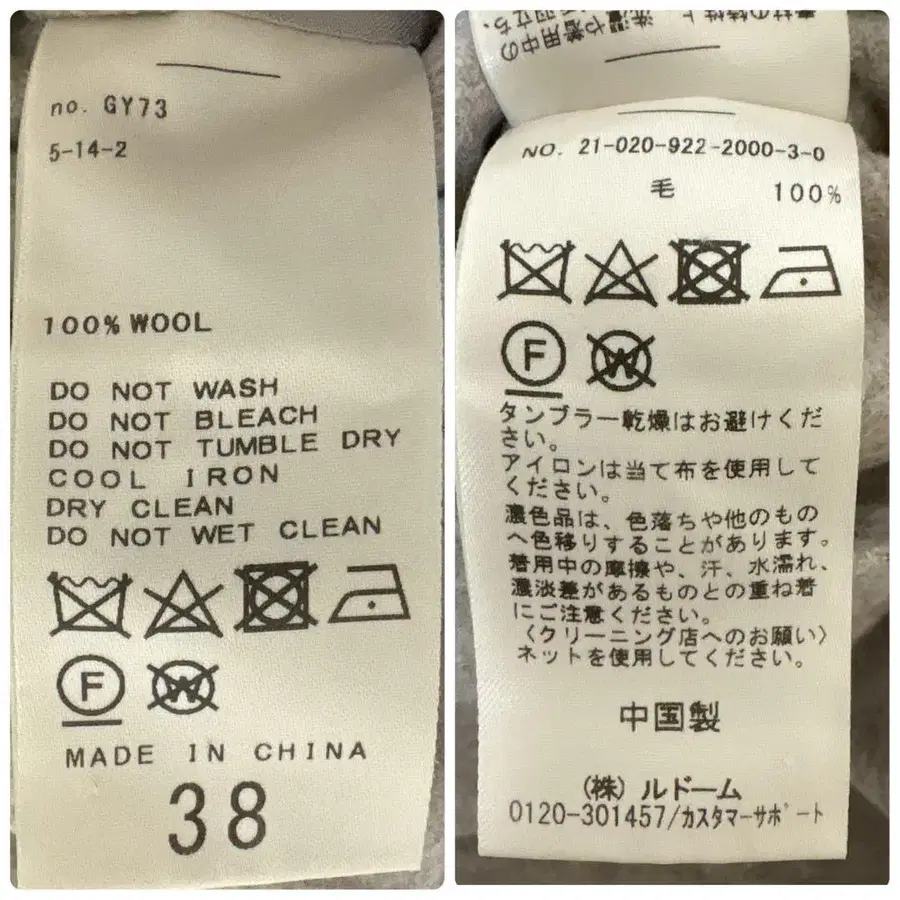 no. GY73
5-14-2
100% WOOL
DO NOT WASH
DO NOT BLEACH
DO NOT TUMBLE DRY
COOL IRON
DRY CLEAN
DO NOT WET CLEAN
F W
MADE IN CHINA
38
洗濯や着用中の
NO. 21-020-922-2000-3-0
毛 100%
F W
タンブラー乾燥はお避けくだ
さい。
アイロンは当て布を使用して
ください。
濃色品は、色落ちや他のもの
へ色移りすることがあります。
着用中の摩擦や、汗、水濡れ、
濃淡差があるものとの重ね着
にご注意ください。
〈クリーニング店へのお願い〉
ネットを使用してください。
中国製
(株) ルドーム
0120-301457/カスタマーサポート